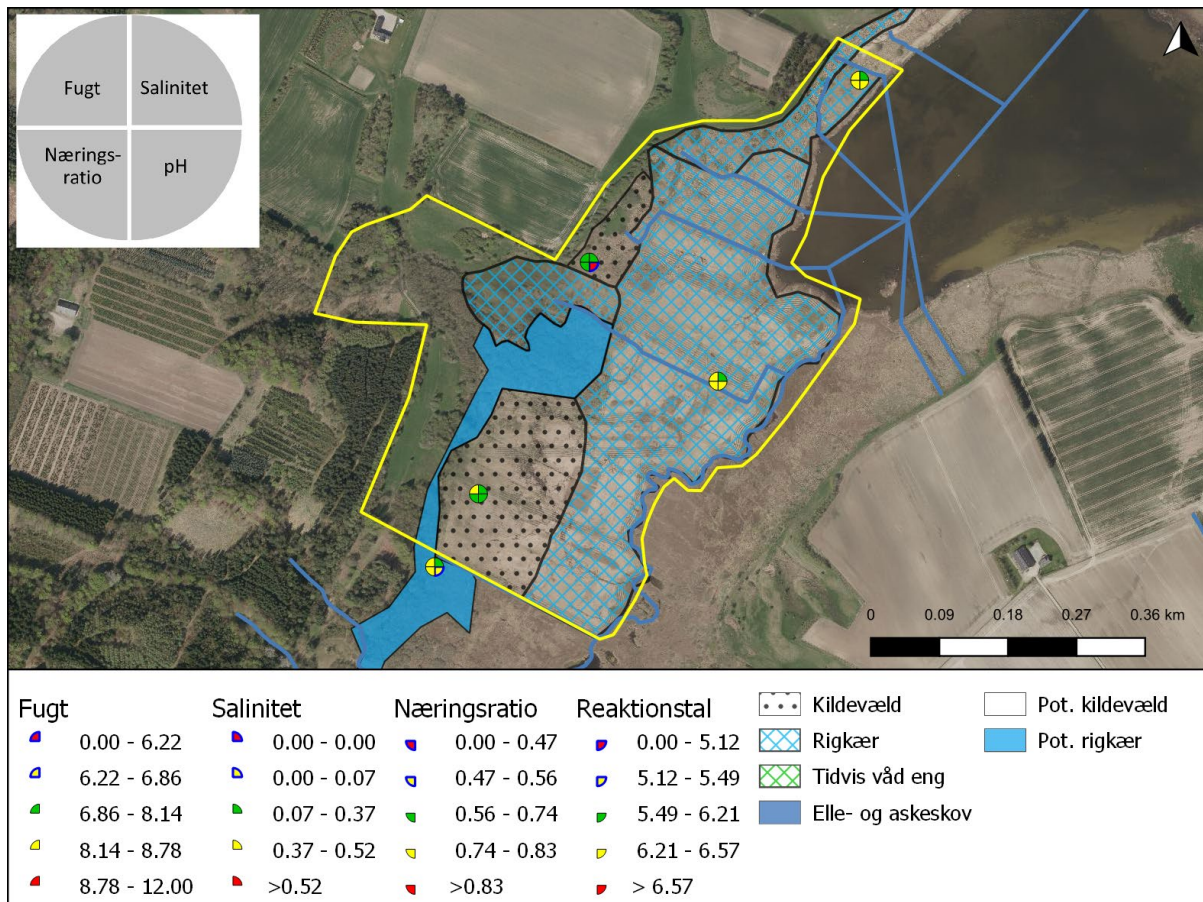 Fugt
Salinitet
Nærings-
ratio
pH
0 0.09 0.18 0.27 0.36 km
Fugt
0.00 - 6.22
6.22 - 6.86
6.86 - 8.14
8.14 - 8.78
8.78 - 12.00
Salinitet
0.00 - 0.00
0.00 - 0.07
0.07 - 0.37
0.37 - 0.52
>0.52
Næringsratio
0.00 - 0.47
0.47 - 0.56
0.56 - 0.74
0.74 - 0.83
>0.83
Reaktionstal
0.00 - 5.12
5.12 - 5.49
5.49 - 6.21
6.21 - 6.57
> 6.57
Kildevæld
Rigkær
Tidvis våd eng
Elle- og askeskov
Pot. kildevæld
Pot. rigkær